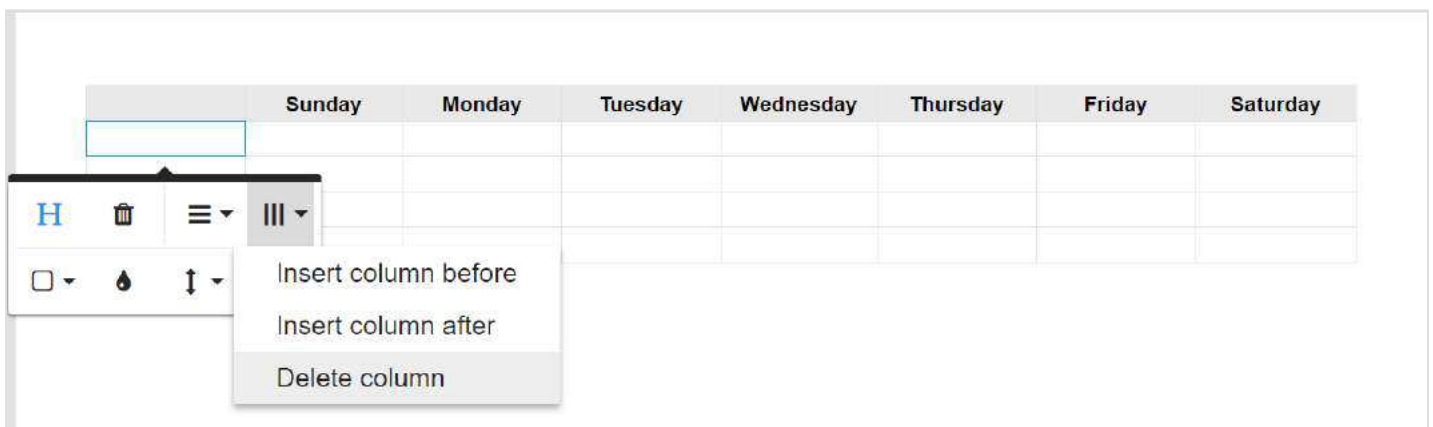 Sunday Monday Tuesday Wednesday Thursday Friday Saturday
H
Insert column before
Insert column after
Delete column